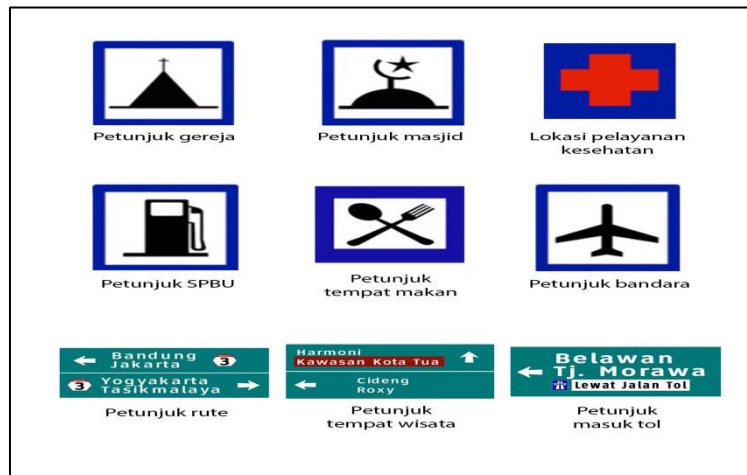 Petunjuk gereja
Petunjuk masjid
Lokasi pelayanan
kesehatan
Petunjuk SPBU
Petunjuk
tempat makan
Petunjuk bandara
Bandung
Jakarta
3
3
Yogyakarta
Tasikmalaya
Petunjuk rute
Harmoni
Kawasan Kota Tua
Cideng
Roxy
Petunjuk
tempat wisata
Belawan
Tj. Morawa
Lewat Jalan Tol
Petunjuk
masuk tol